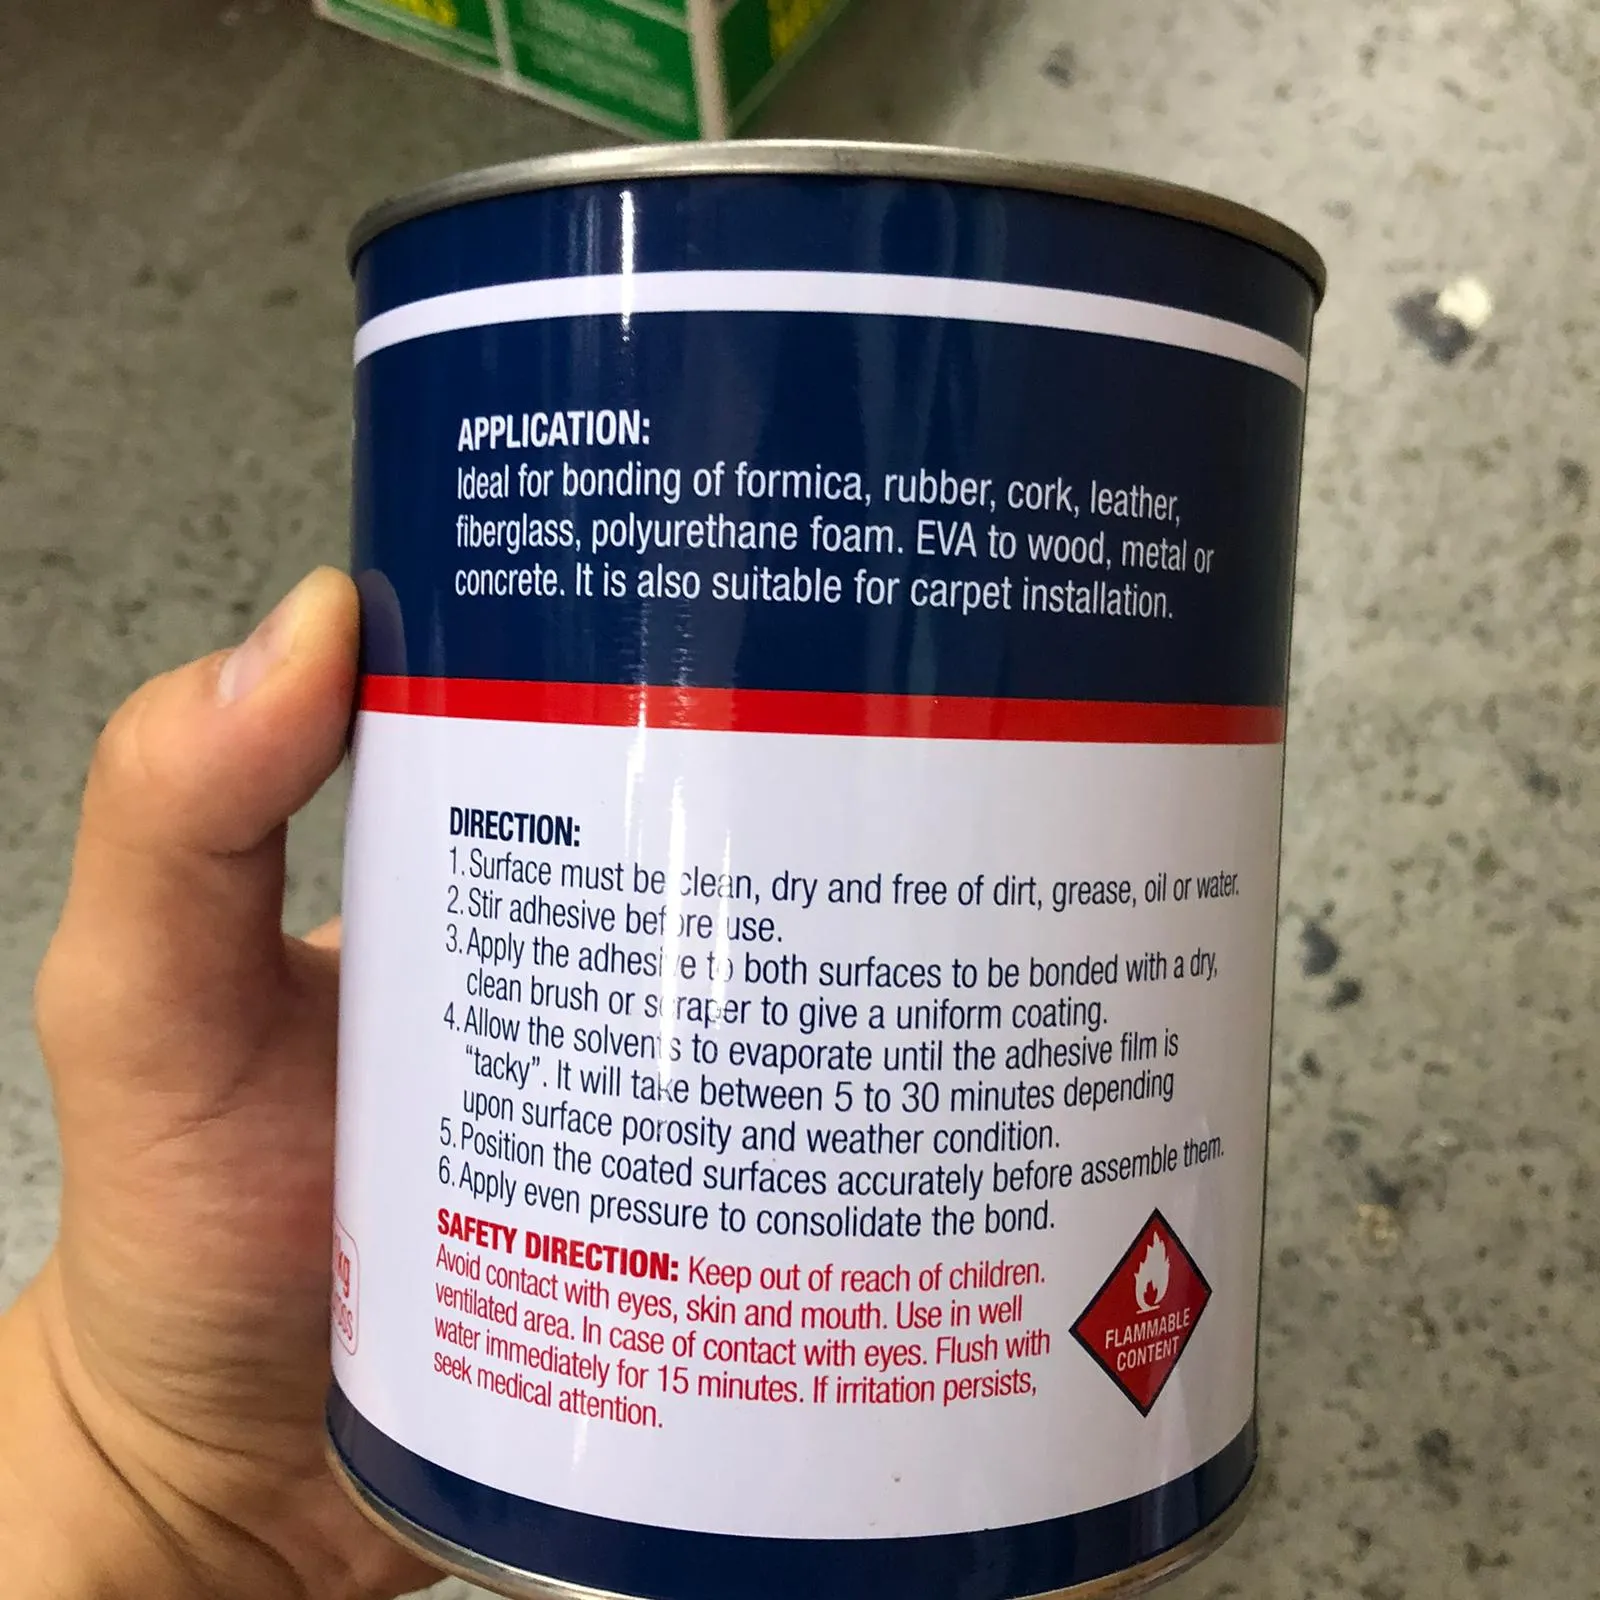 APPLICATION:
Ideal for bonding of formica, rubber, cork, leather,
fiberglass, polyurethane foam. EVA to wood, metal or
concrete. It is also suitable for carpet installation.
DIRECTION:
1. Surface must be clean, dry and free of dirt, grease, oil or water.
2. Stir adhesive before use.
3. Apply the adhesive to both surfaces to be bonded with a dry,
clean brush or scraper to give a uniform coating.
4. Allow the solvents to evaporate until the adhesive film is
“tacky”. It will take between 5 to 30 minutes depending
upon surface porosity and weather condition.
5. Position the coated surfaces accurately before assemble them.
6. Apply even pressure to consolidate the bond.
SAFETY DIRECTION: Keep out of reach of children.
Avoid contact with eyes, skin and mouth. Use in well
ventilated area. In case of contact with eyes. Flush with
water immediately for 15 minutes. If irritation persists,
seek medical attention.
FLAMMABLE
CONTENT